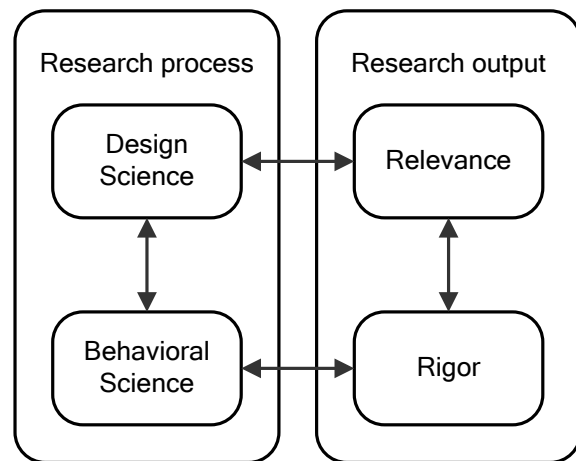 Research process
Research output
Design
Science
Relevance
Behavioral
Science
Rigor